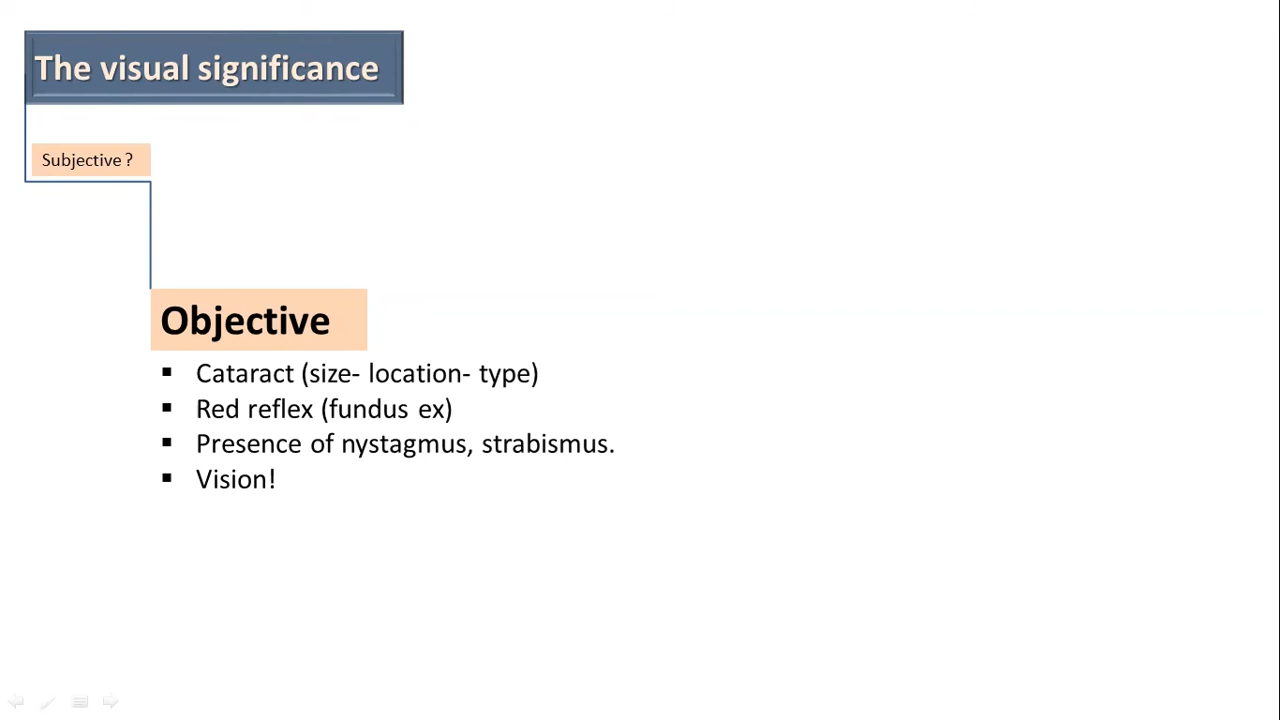 The visual significance
Subjective ?
Objective
▪ Cataract (size- location- type)
▪ Red reflex (fundus ex)
▪ Presence of nystagmus, strabismus.
▪ Vision!